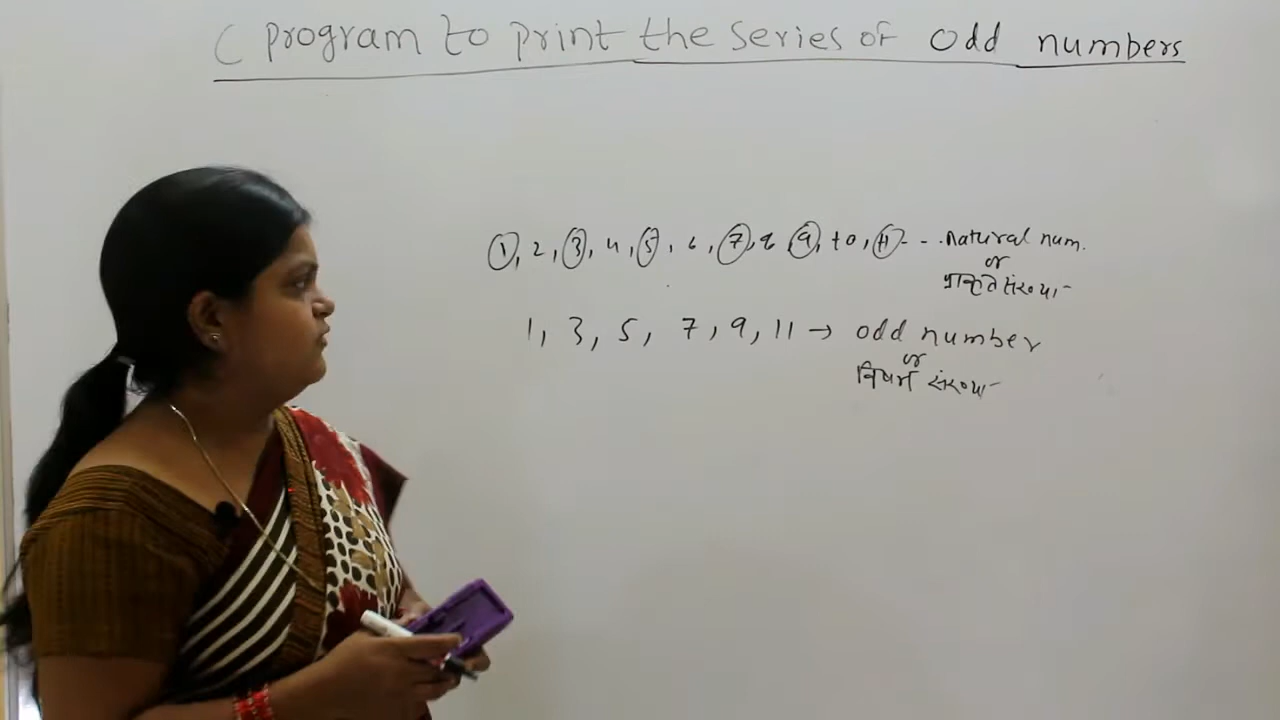 C program to print the series of odd numbers
1, 2, 3, 4, 5, 6, 7, 8, 9, 10, 11 - - . natural num.
or
प्राकृत संख्या
1, 3, 5, 7, 9, 11 → odd number
or
विषम संख्या